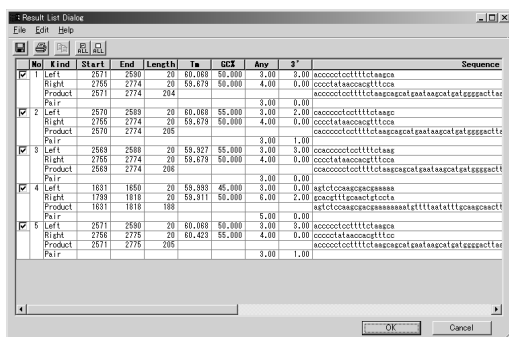 Result List Dialog
File Edit Help
ALL ALL
No Kind Start End Length Tm GC% Any 3' Sequence
1 Left 2571 2590 20 60.068 50.000 3.00 3.00 accccctccttttctaagca
Right 2755 2774 20 59.679 50.000 4.00 0.00 cccctataaccacgtttcca
Product 2571 2774 204 accccctccttttctaagcagcatgaataagcatgatggggactta
Pair 3.00 0.00
2 Left 2570 2589 20 60.068 55.000 3.00 2.00 caccccctccttttctaagc
Right 2755 2774 20 59.679 50.000 4.00 0.00 cccctataaccacgtttcca
Product 2570 2774 205 caccccctccttttctaagcagcatgaataagcatgatggggactt
Pair 3.00 1.00
3 Left 2569 2588 20 59.927 55.000 3.00 3.00 ccaccccctccttttctaag
Right 2755 2774 20 59.679 50.000 4.00 0.00 cccctataaccacgtttcca
Product 2569 2774 206 ccaccccctccttttctaagcagcatgaataagcatgatggggact
Pair 3.00 0.00
4 Left 1631 1650 20 59.993 45.000 3.00 0.00 agtctccaagcgacgaaaaa
Right 1799 1818 20 59.911 50.000 6.00 2.00 gcacgtttgcaactgtccta
Product 1631 1818 188
Pair 5.00 0.00
5 Left 2571 2590 20 60.068 50.000 3.00 3.00 accccctccttttctaagca
Right 2756 2775 20 60.423 55.000 4.00 0.00 ccccctataaccacgtttcc
Product 2571 2775 205 accccctccttttctaagcagcatgaataagcatgatggggactta
Pair 3.00 1.00
OK Cancel